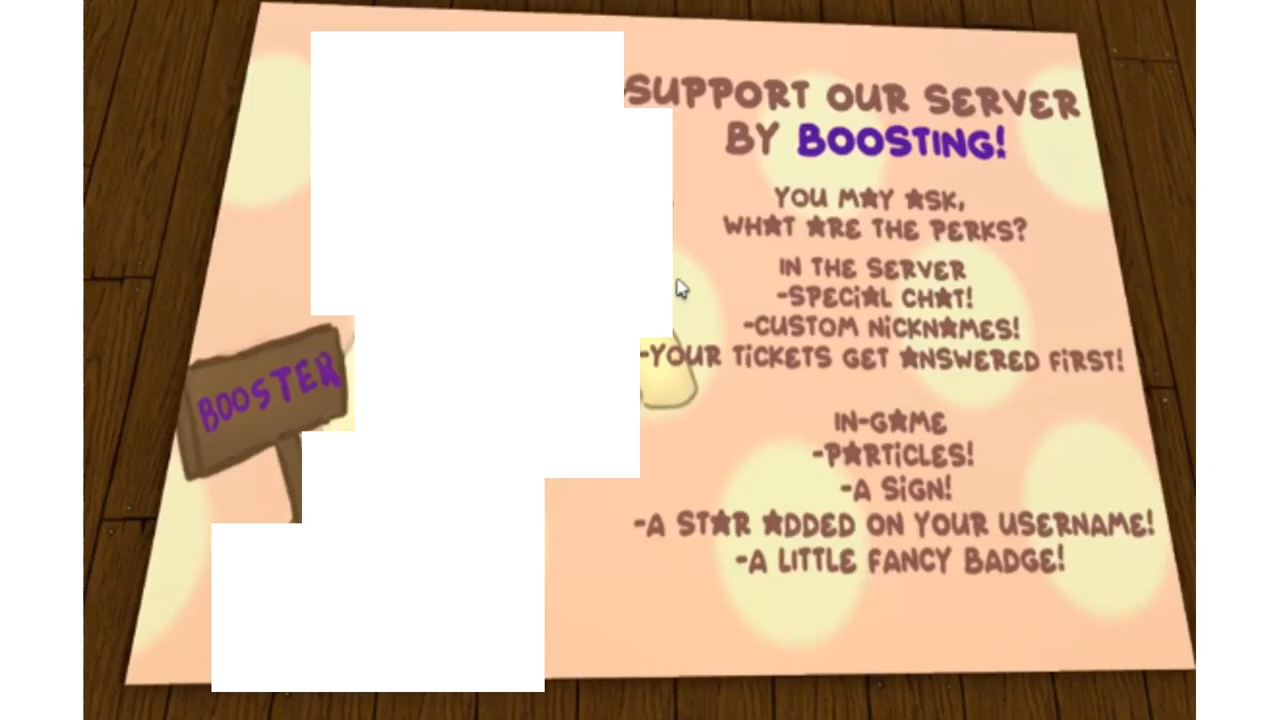 SUPPORT OUR SERVER
BY BOOSTING!
YOU MAY ASK,
WHAT ARE THE PERKS?
IN THE SERVER
-SPECiAL CHAT!
-CUSTOM NiCKNAMES!
-YOUR TiCKETS GET ANSWERED FiRST!
IN-GAME
-PARTiCLES!
-A SiGN!
-A STAR ADDED ON YOUR USERNAME!
-A LITTLE FANCY BADGE!
BOOSTER